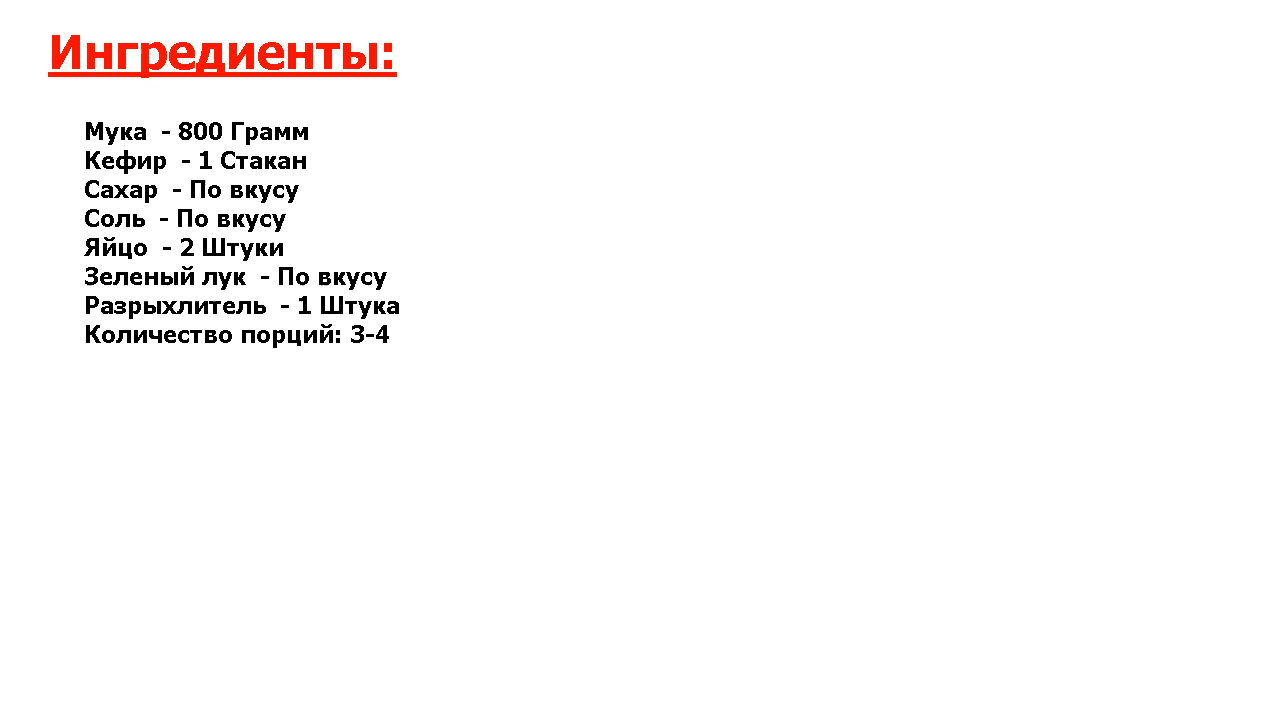 Ингредиенты:
Мука  - 800 Грамм
Кефир  - 1 Стакан
Сахар  - По вкусу
Соль  - По вкусу
Яйцо  - 2 Штуки
Зеленый лук  - По вкусу
Разрыхлитель  - 1 Штука
Количество порций: 3-4